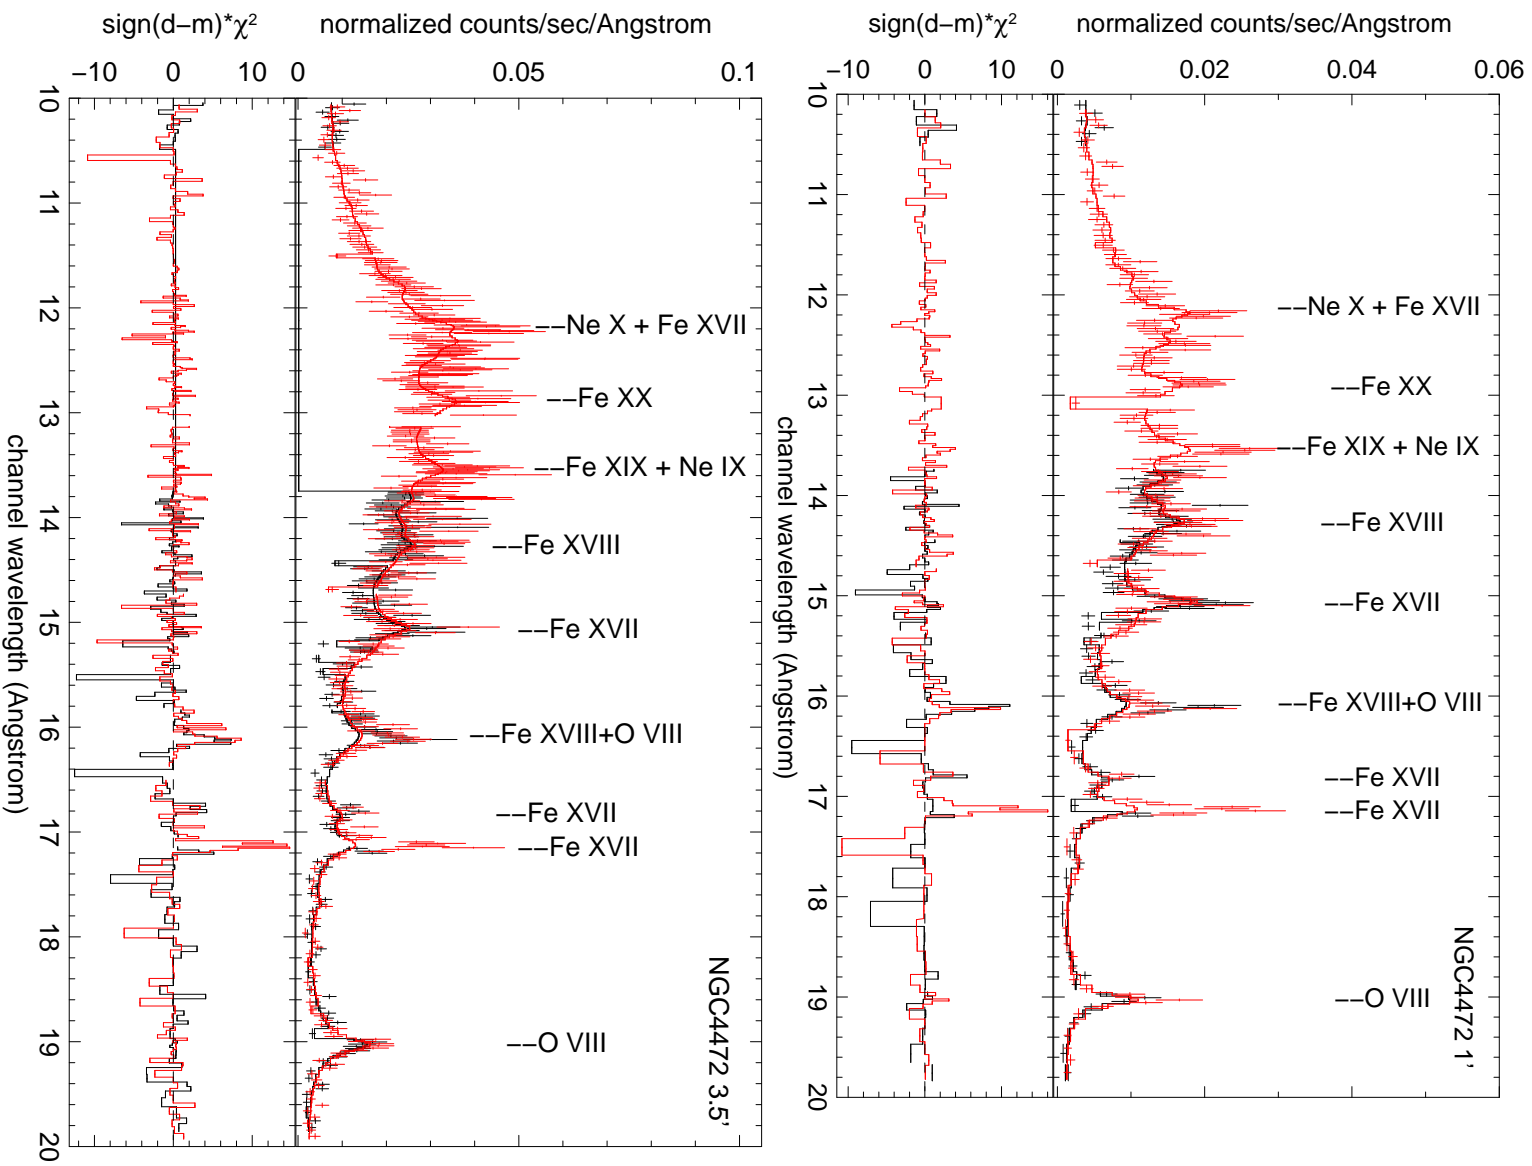 sign(d−m)*χ²
normalized counts/sec/Angstrom
−10 0 10
0 0.05 0.1
10
11
12
13
14
15
16
17
18
19
20
channel wavelength (Angstrom)
−−Ne X + Fe XVII
−−Fe XX
−−Fe XIX + Ne IX
−−Fe XVIII
−−Fe XVII
−−Fe XVIII+O VIII
−−Fe XVII
−−Fe XVII
−−O VIII
NGC4472 3.5'
sign(d−m)*χ²
normalized counts/sec/Angstrom
−10 0 10
0 0.02 0.04 0.06
10
11
12
13
14
15
16
17
18
19
20
channel wavelength (Angstrom)
−−Ne X + Fe XVII
−−Fe XX
−−Fe XIX + Ne IX
−−Fe XVIII
−−Fe XVII
−−Fe XVIII+O VIII
−−Fe XVII
−−Fe XVII
−−O VIII
NGC4472 1'